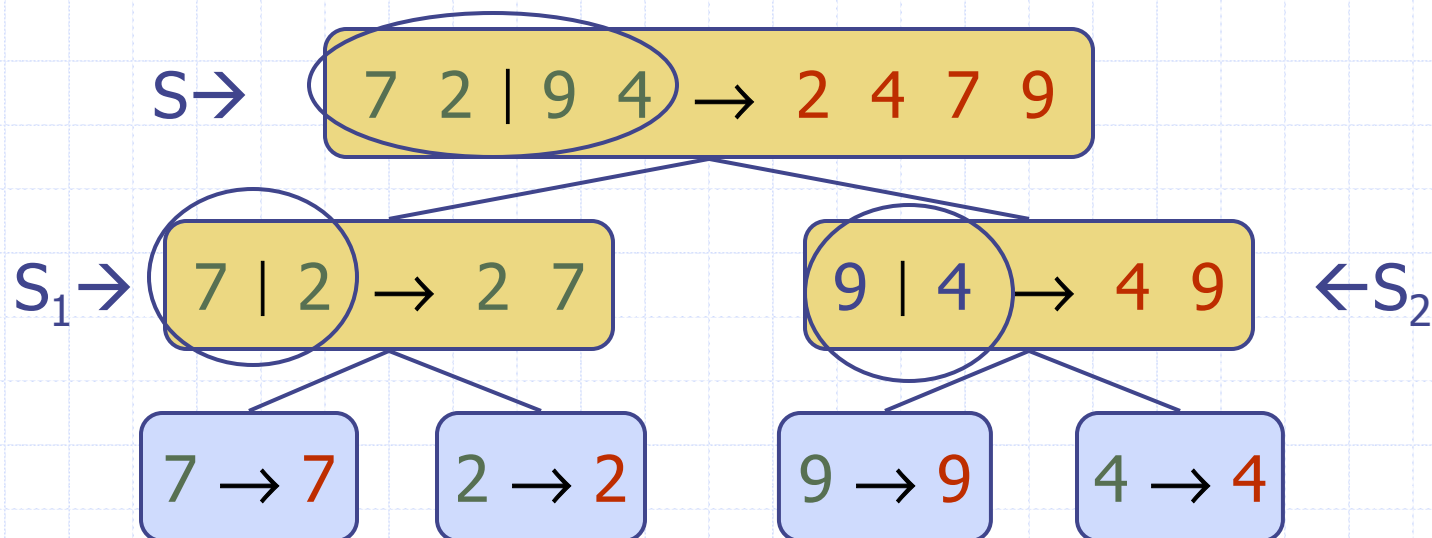 S→ 7 2 | 9 4 → 2 4 7 9
S₁→ 7 | 2 → 2 7 9 | 4 → 4 9 ←S₂
7 → 7 2 → 2 9 → 9 4 → 4